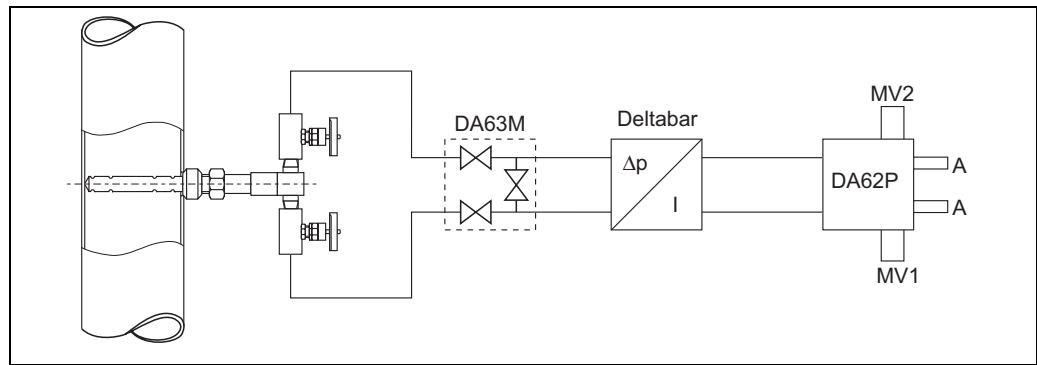 MV2
DA63M
Deltabar
Δp
I
DA62P
A
A
MV1